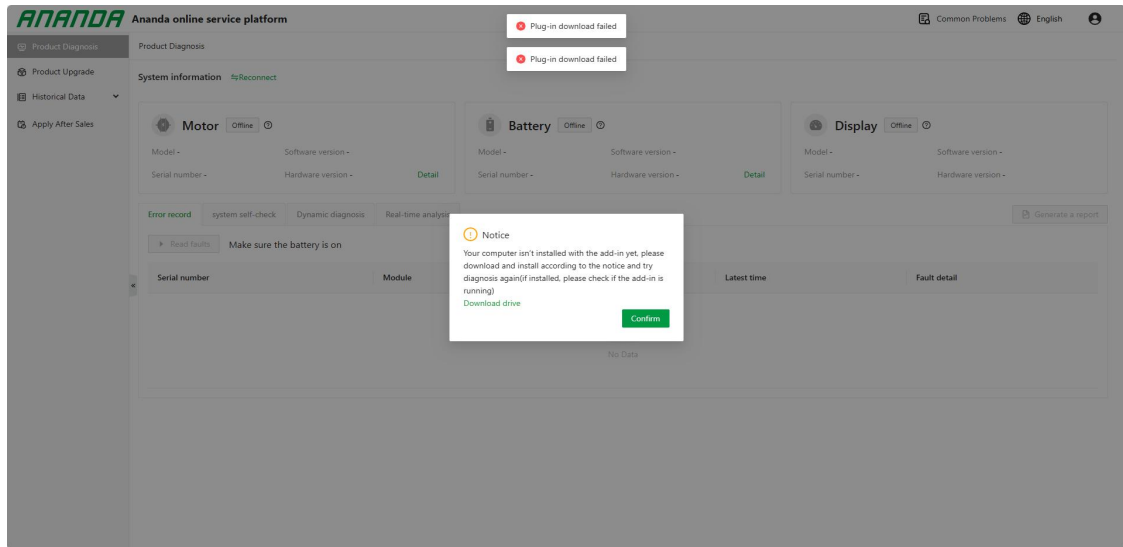 ANANDA Ananda online service platform
Plug-in download failed
Common Problems English
Plug-in download failed
Product Diagnosis
Product Upgrade
Historical Data
Apply After Sales
Product Diagnosis
System information Reconnect
Motor Offline
Model - Software version -
Serial number - Hardware version - Detail
Battery Offline
Model - Software version -
Serial number - Hardware version - Detail
Display Offline
Model - Software version -
Serial number - Hardware version -
Error record system self-check Dynamic diagnosis Real-time analysis
Generate a report
Read faults Make sure the battery is on
Serial number Module Latest time Fault detail
No Data
Notice
Your computer isn't installed with the add-in yet, please
download and install according to the notice and try
diagnosis again(if installed, please check if the add-in is
running)
Download drive
Confirm